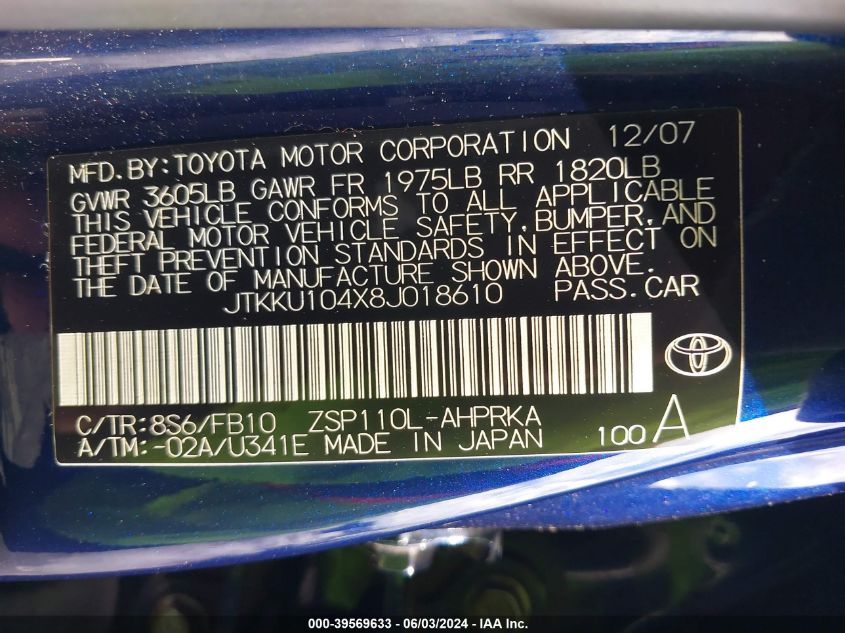 MFD.BY:TOYOTA MOTOR CORPORATION 12/07
GVWR 3605LB GAWR FR 1975LB RR 1820LB
THIS VEHICLE CONFORMS TO ALL APPLICABLE
FEDERAL MOTOR VEHICLE SAFETY,BUMPER,AND
THEFT PREVENTION STANDARDS IN EFFECT ON
THE DATE OF MANUFACTURE SHOWN ABOVE.
JTKKU104X8J018610 PASS.CAR
C/TR:8S6/FB10 ZSP110L-AHPRKA
A/TM:-02A/U341E MADE IN JAPAN 100A
000-39569633 - 06/03/2024 - IAA Inc.